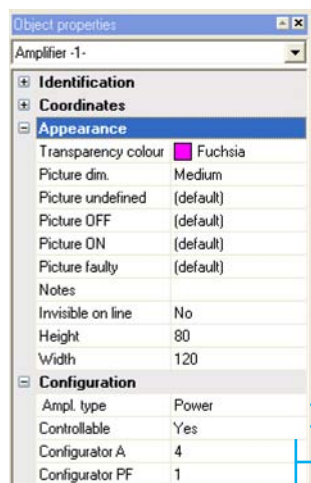 Object properties
Amplifier -1-
Identification
Coordinates
Appearance
Transparency colour Fuchsia
Picture dim. Medium
Picture undefined (default)
Picture OFF (default)
Picture ON (default)
Picture faulty (default)
Notes
Invisible on line No
Height 80
Width 120
Configuration
Ampl. type Power
Controllable Yes
Configurator A 4
Configurator PF 1